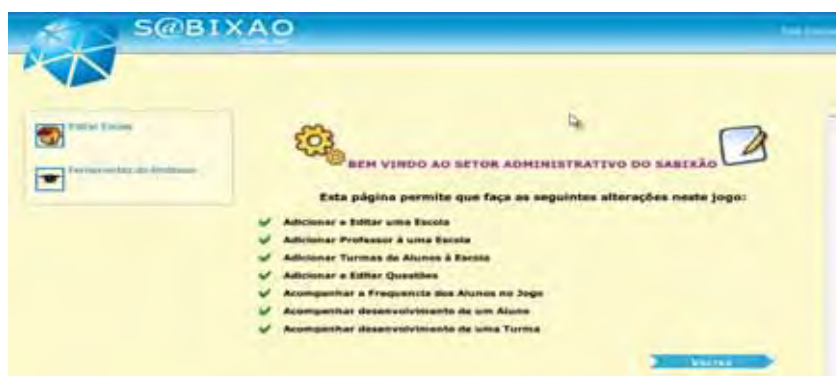 S@BIXAO
Editar Escola
Ferramentas do Professor
BEM VINDO AO SETOR ADMINISTRATIVO DO SABIXÃO
Esta página permite que faça as seguintes alterações neste jogo:
Adicionar e Editar uma Escola
Adicionar Professor à uma Escola
Adicionar Turmas de Alunos à Escola
Adicionar e Editar Questões
Acompanhar a Frequencia dos Alunos no Jogo
Acompanhar desenvolvimento de um Aluno
Acompanhar desenvolvimento de uma Turma
VOLTAR